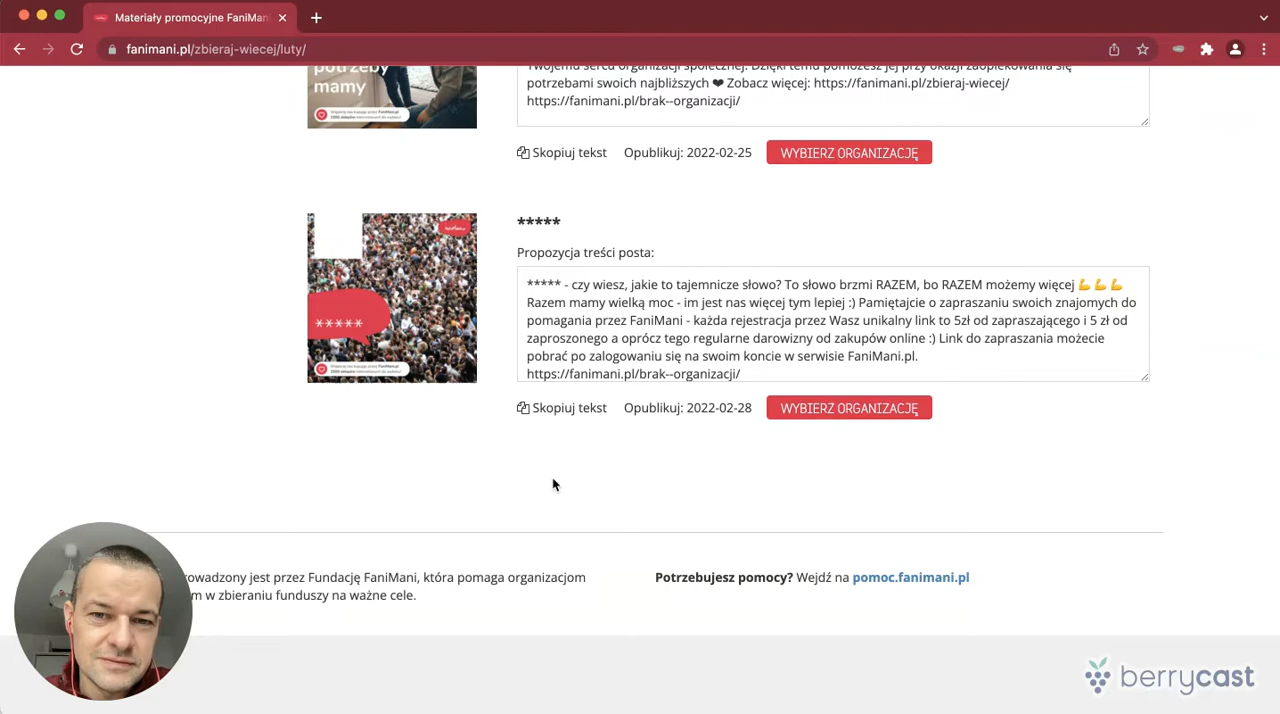 Materiały promocyjne FaniMan
fanimani.pl/zbieraj-wiecej/luty/
potrzeby
mamy
Twojemu sercu organizacji społecznej. Dzięki temu pomożesz jej przy okazji zaopiekowania się
potrzebami swoich najbliższych ❤ Zobacz więcej: https://fanimani.pl/zbieraj-wiecej/
https://fanimani.pl/brak--organizacji/
Skopiuj tekst Opublikuj: 2022-02-25 WYBIERZ ORGANIZACJĘ
*****
Propozycja treści posta:
***** - czy wiesz, jakie to tajemnicze słowo? To słowo brzmi RAZEM, bo RAZEM możemy więcej 💪💪💪
Razem mamy wielką moc - im jest nas więcej tym lepiej :) Pamiętajcie o zapraszaniu swoich znajomych do
pomagania przez FaniMani - każda rejestracja przez Wasz unikalny link to 5zł od zapraszającego i 5 zł od
zaproszonego a oprócz tego regularne darowizny od zakupów online :) Link do zapraszania możecie
pobrać po zalogowaniu się na swoim koncie w serwisie FaniMani.pl.
https://fanimani.pl/brak--organizacji/
*****
Skopiuj tekst Opublikuj: 2022-02-28 WYBIERZ ORGANIZACJĘ
rowadzony jest przez Fundację FaniMani, która pomaga organizacjom
m w zbieraniu funduszy na ważne cele.
Potrzebujesz pomocy? Wejdź na pomoc.fanimani.pl
berrycast